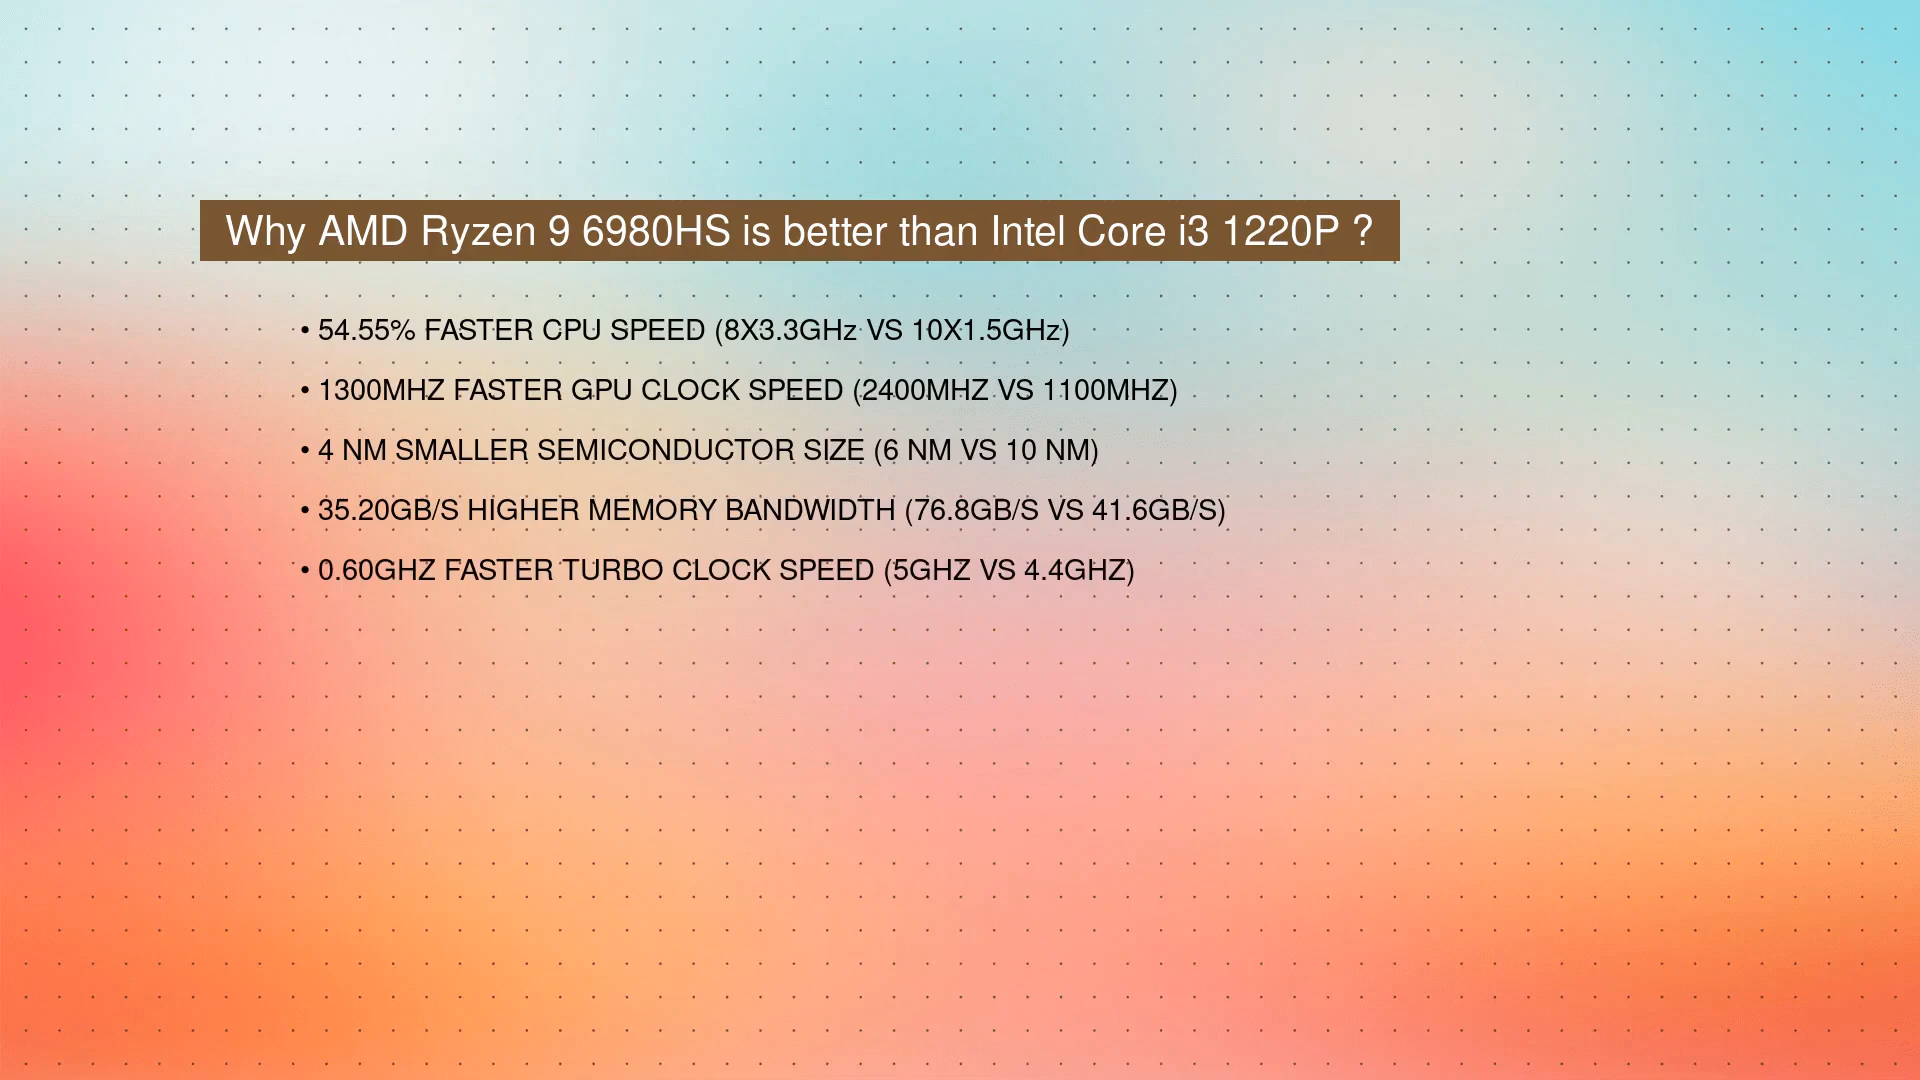 Why AMD Ryzen 9 6980HS is better than Intel Core i3 1220P ?
• 54.55% FASTER CPU SPEED (8X3.3GHz VS 10X1.5GHz)
• 1300MHZ FASTER GPU CLOCK SPEED (2400MHZ VS 1100MHZ)
• 4 NM SMALLER SEMICONDUCTOR SIZE (6 NM VS 10 NM)
• 35.20GB/S HIGHER MEMORY BANDWIDTH (76.8GB/S VS 41.6GB/S)
• 0.60GHZ FASTER TURBO CLOCK SPEED (5GHZ VS 4.4GHZ)